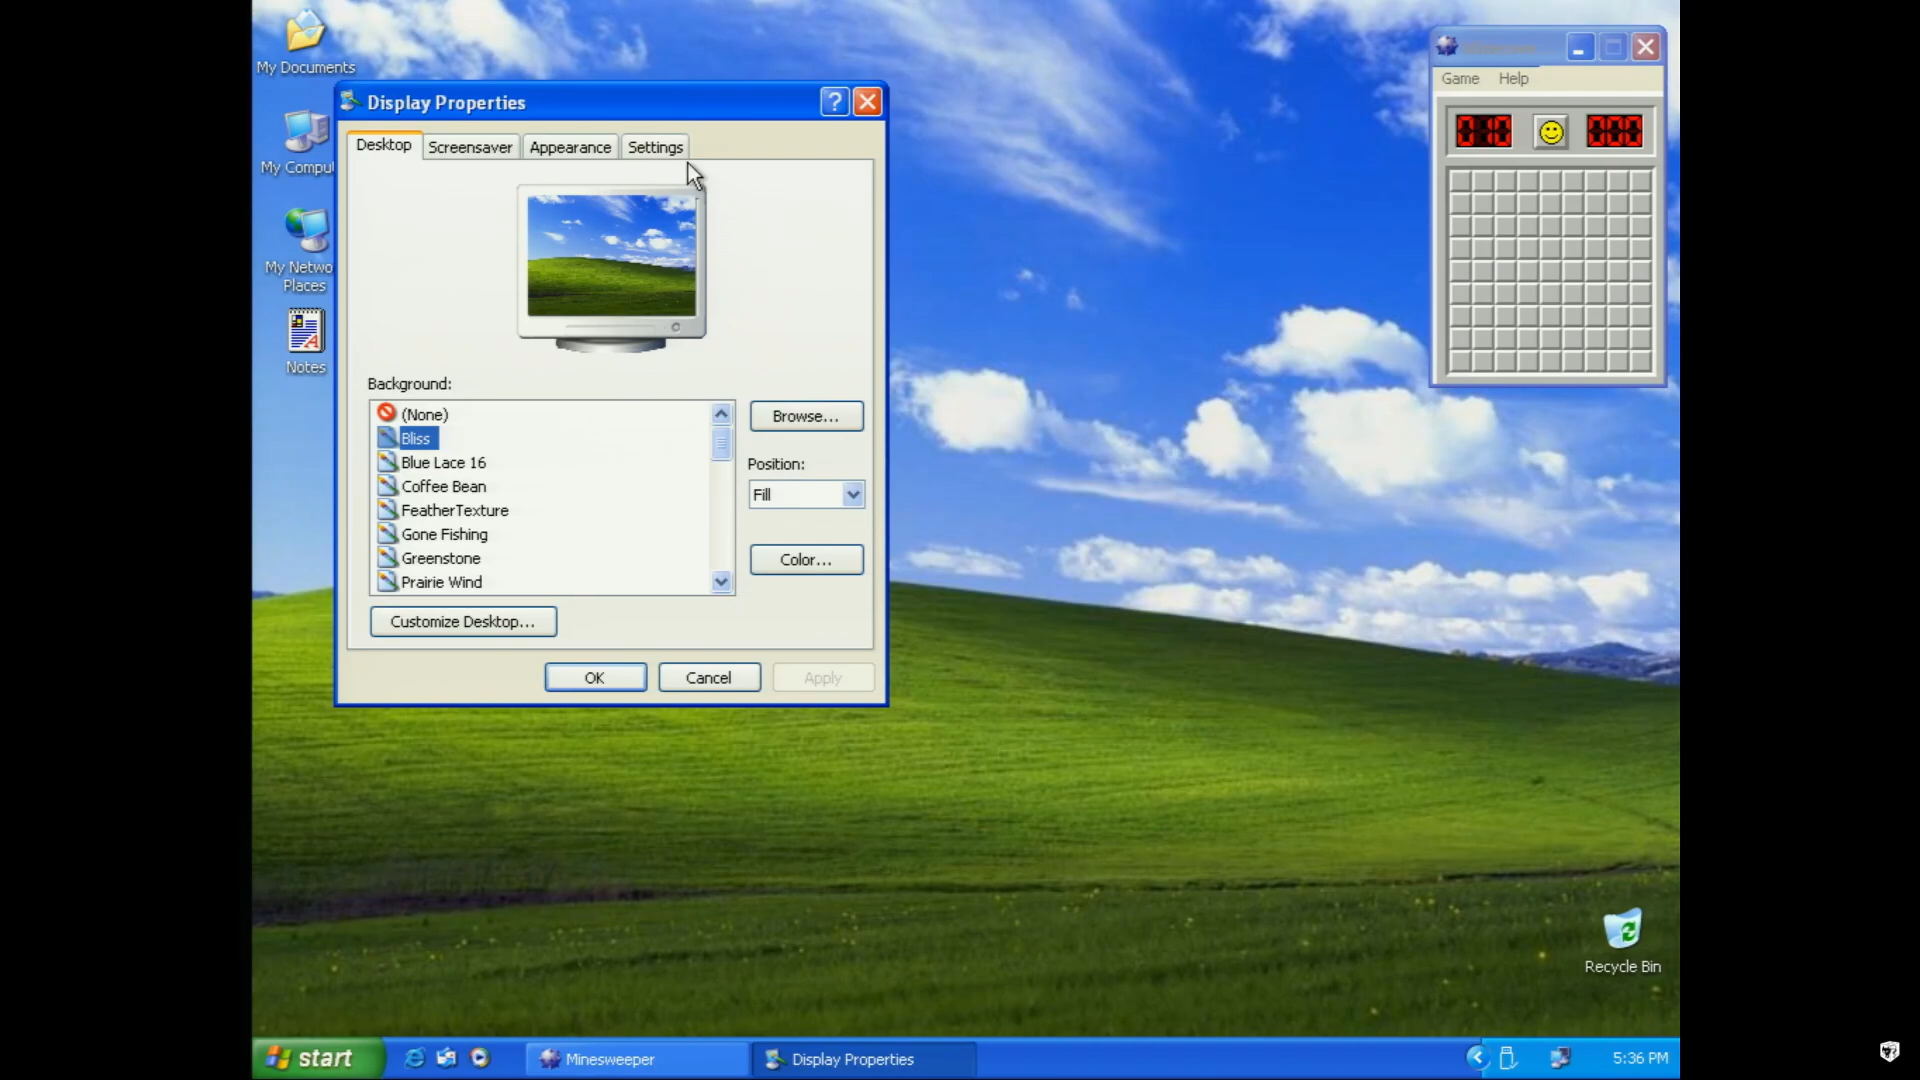 My Documents
My Compu
My Netwo
Places
Notes
Display Properties
Desktop
Screensaver
Appearance
Settings
Background:
(None)
Bliss
Blue Lace 16
Coffee Bean
FeatherTexture
Gone Fishing
Greenstone
Prairie Wind
Browse...
Position:
Fill
Color...
Customize Desktop...
OK
Cancel
Apply
Game Help
010
000
Recycle Bin
start
Minesweeper
Display Properties
5:36 PM